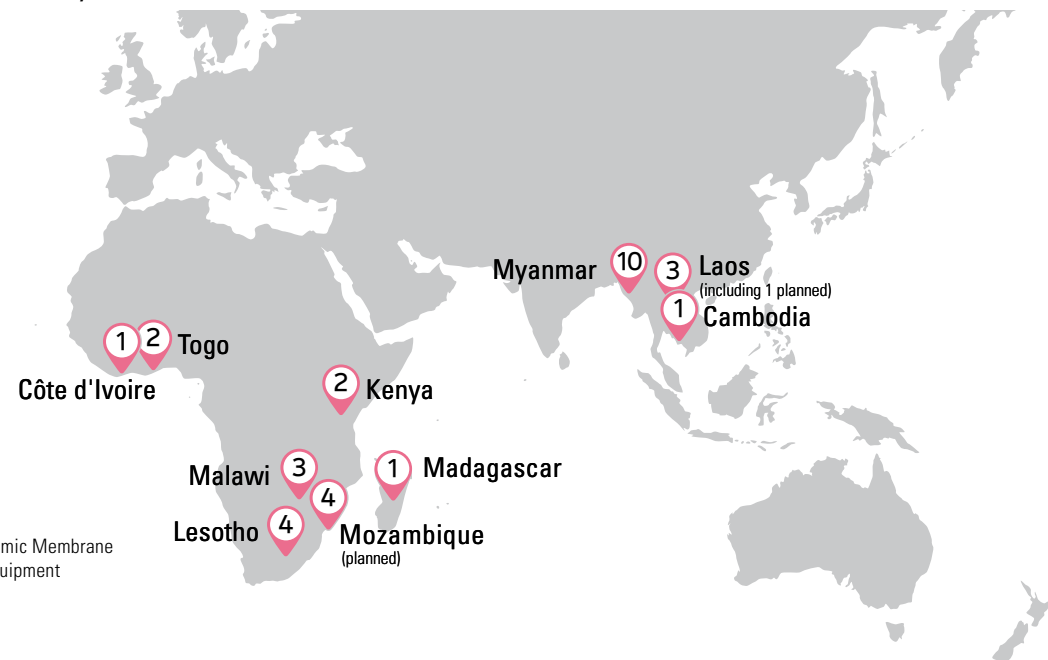 Myanmar
10
3
Laos
(including 1 planned)
1
Cambodia
1
2
Togo
Côte d'Ivoire
2
Kenya
Malawi
3
1
Madagascar
4
Lesotho
4
Mozambique
(planned)
mic Membrane
uipment